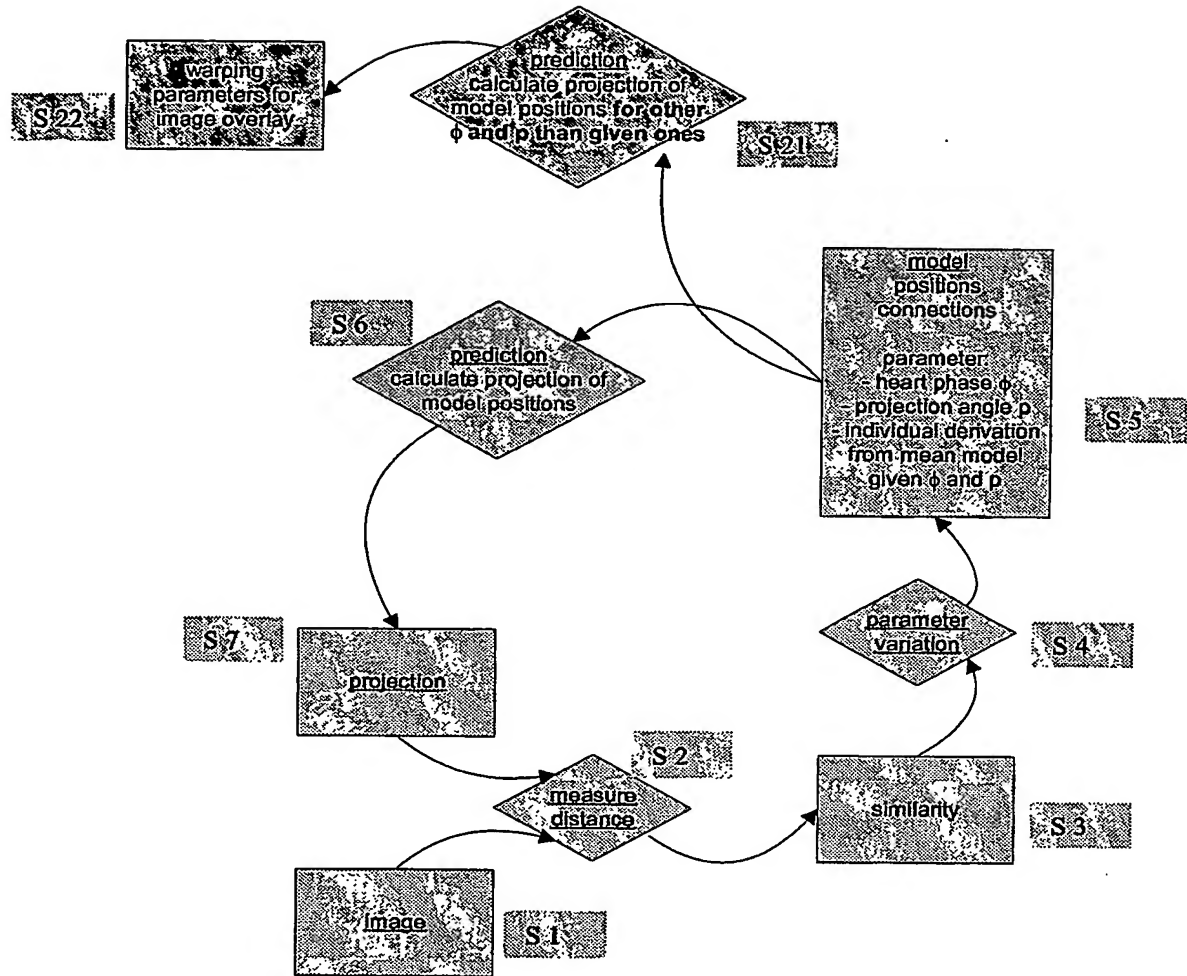 warping
parameters for
image overlay
S 22
prediction
calculate projection of
model positions for other
ϕ and p than given ones
S 21
model
positions
connections
parameter:
- heart phase ϕ
- projection angle p
- individual derivation
from mean model
given ϕ and p
S 5
S 6
prediction
calculate projection of
model positions
S 7
projection
parameter
variation
S 4
S 2
measure
distance
similarity
S 3
image
S 1